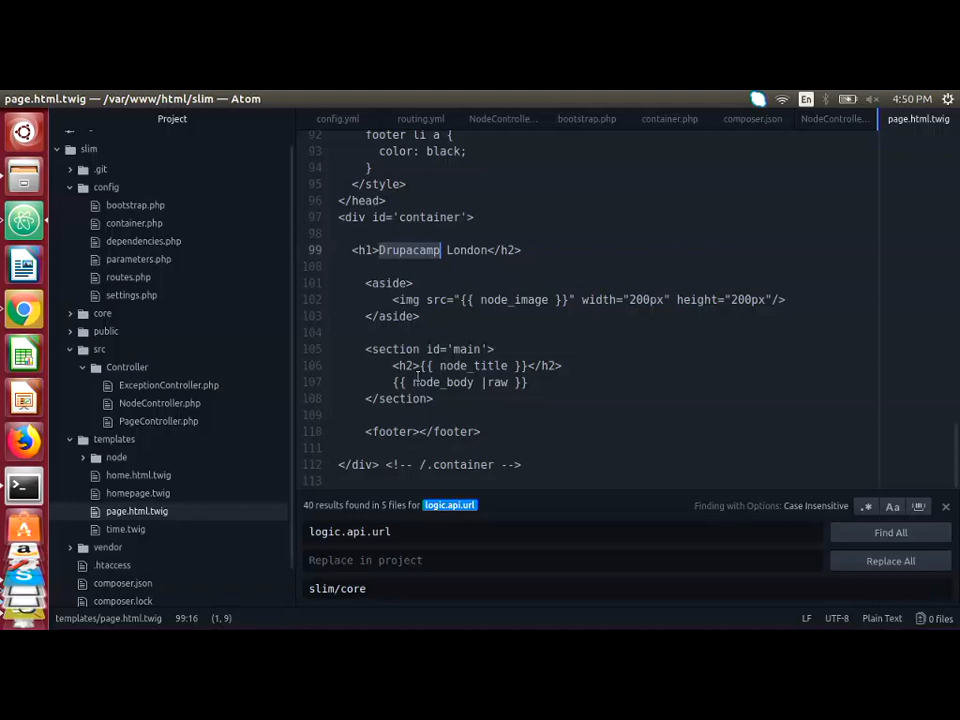 page.html.twig — /var/www/html/slim — Atom
En
4:50 PM
Project
config.yml
routing.yml
NodeControlle...
bootstrap.php
container.php
composer.json
NodeControlle...
page.html.twig
slim
.git
config
bootstrap.php
container.php
dependencies.php
parameters.php
routes.php
settings.php
core
public
src
Controller
ExceptionController.php
NodeController.php
PageController.php
templates
node
home.html.twig
homepage.twig
page.html.twig
time.twig
vendor
.htaccess
composer.json
composer.lock
92 footer li a {
93 color: black;
94 }
95 </style>
96 </head>
97 <div id='container'>
98
99 <h1>Drupacamp London</h2>
100
101 <aside>
102 <img src="{{ node_image }}" width="200px" height="200px"/>
103 </aside>
104
105 <section id='main'>
106 <h2>{{ node_title }}</h2>
107 {{ node_body |raw }}
108 </section>
109
110 <footer></footer>
111
112 </div> <!-- /.container -->
113
40 results found in 5 files for logic.api.url
Finding with Options: Case Insensitive
.*
Aa
logic.api.url
Find All
Replace in project
Replace All
slim/core
templates/page.html.twig 99:16 (1, 9)
LF UTF-8 Plain Text 0 files